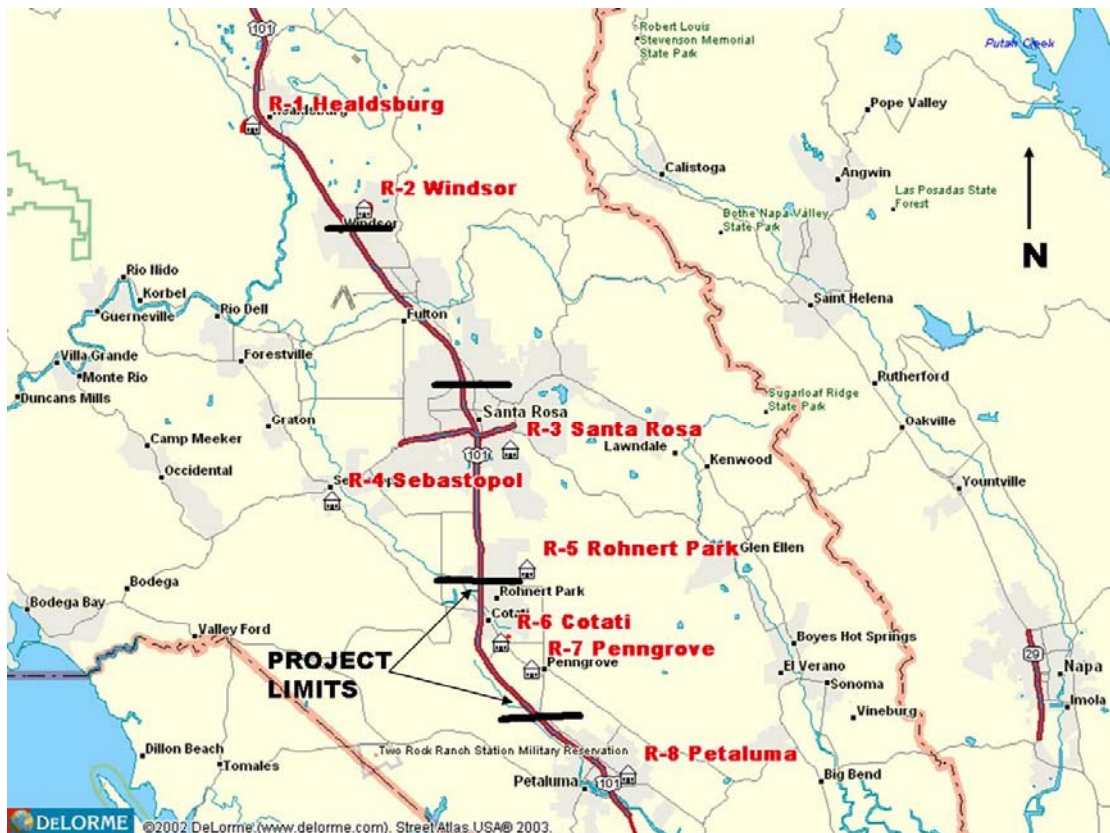 101
Robert Louis
Stevenson Memorial
State Park
Putah Creek
R-1 Healdsburg
Healdsburg
Pope Valley
Calistoga
Angwin
R-2 Windsor
Windsor
Las Posadas State
Forest
Bothe Napa Valley
State Park
N
Rio Nido
Korbel
Guerneville
Rio Dell
Fulton
Saint Helena
Villa Grande
Forestville
Monte Rio
Duncans Mills
Rutherford
Sugarloaf Ridge
State Park
Graton
Santa Rosa
R-3 Santa Rosa
Oakville
Camp Meeker
Lawndale
101
Kenwood
Occidental
R-4 Sebastopol
Yountville
R-5 Rohnert Park
Glen Ellen
Bodega
Rohnert Park
Bodega Bay
Cotati
R-6 Cotati
Valley Ford
Boyes Hot Springs
R-7 Penngrove
PROJECT
LIMITS
Penngrove
El Verano
29
Napa
Sonoma
Imola
Vineburg
Dillon Beach
Two Rock Ranch Station Military Reservation
R-8 Petaluma
Tomales
Petaluma
101
Big Bend
DELORME
©2002 DeLorme (www.delorme.com). Street Atlas USA® 2003.